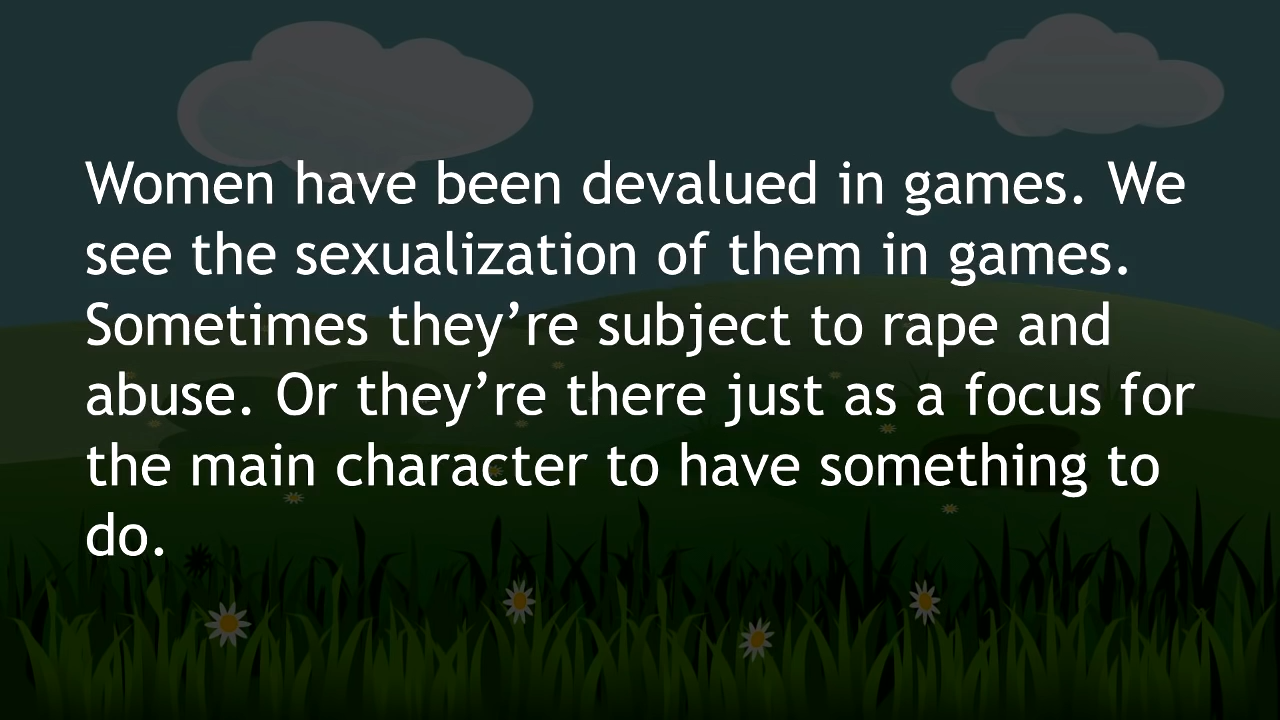 Women have been devalued in games. We
see the sexualization of them in games.
Sometimes they’re subject to rape and
abuse. Or they’re there just as a focus for
the main character to have something to
do.